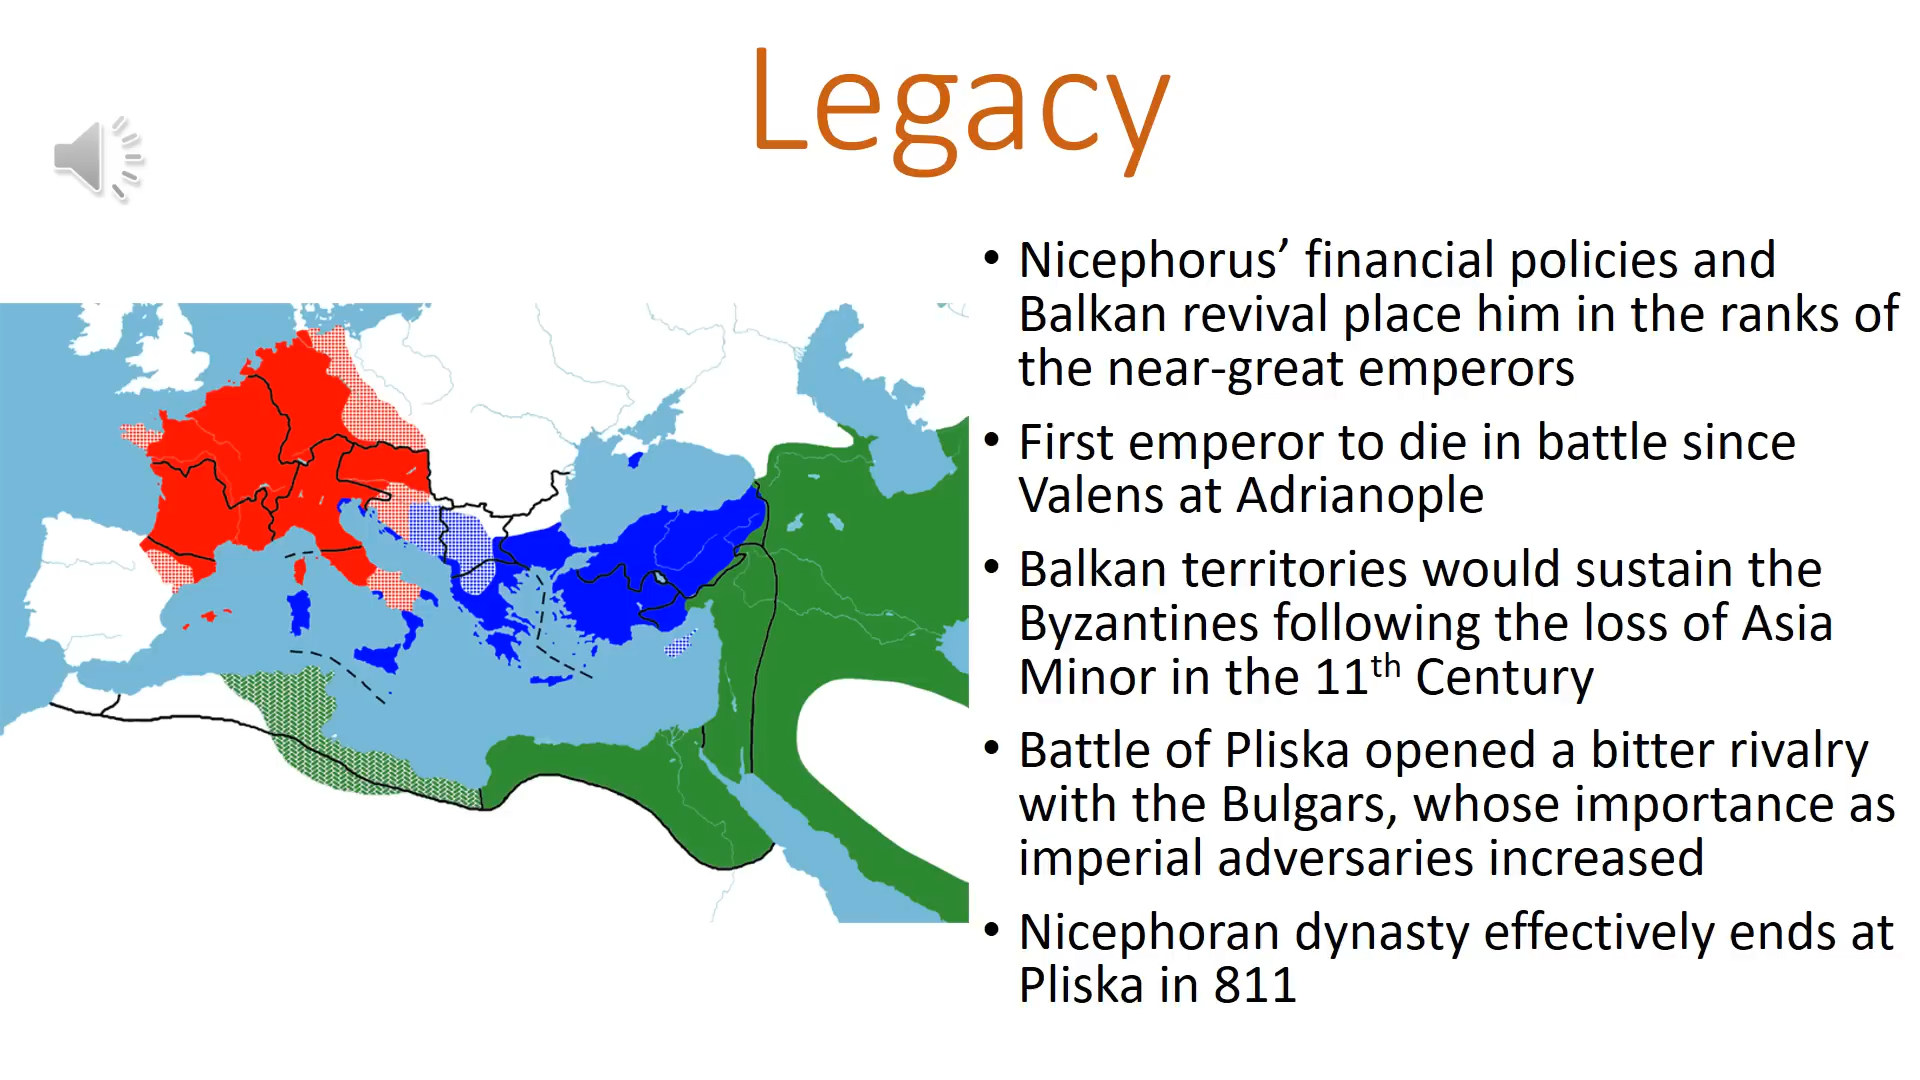 Legacy
• Nicephorus’ financial policies and
Balkan revival place him in the ranks of
the near-great emperors
• First emperor to die in battle since
Valens at Adrianople
• Balkan territories would sustain the
Byzantines following the loss of Asia
Minor in the 11th Century
• Battle of Pliska opened a bitter rivalry
with the Bulgars, whose importance as
imperial adversaries increased
• Nicephoran dynasty effectively ends at
Pliska in 811